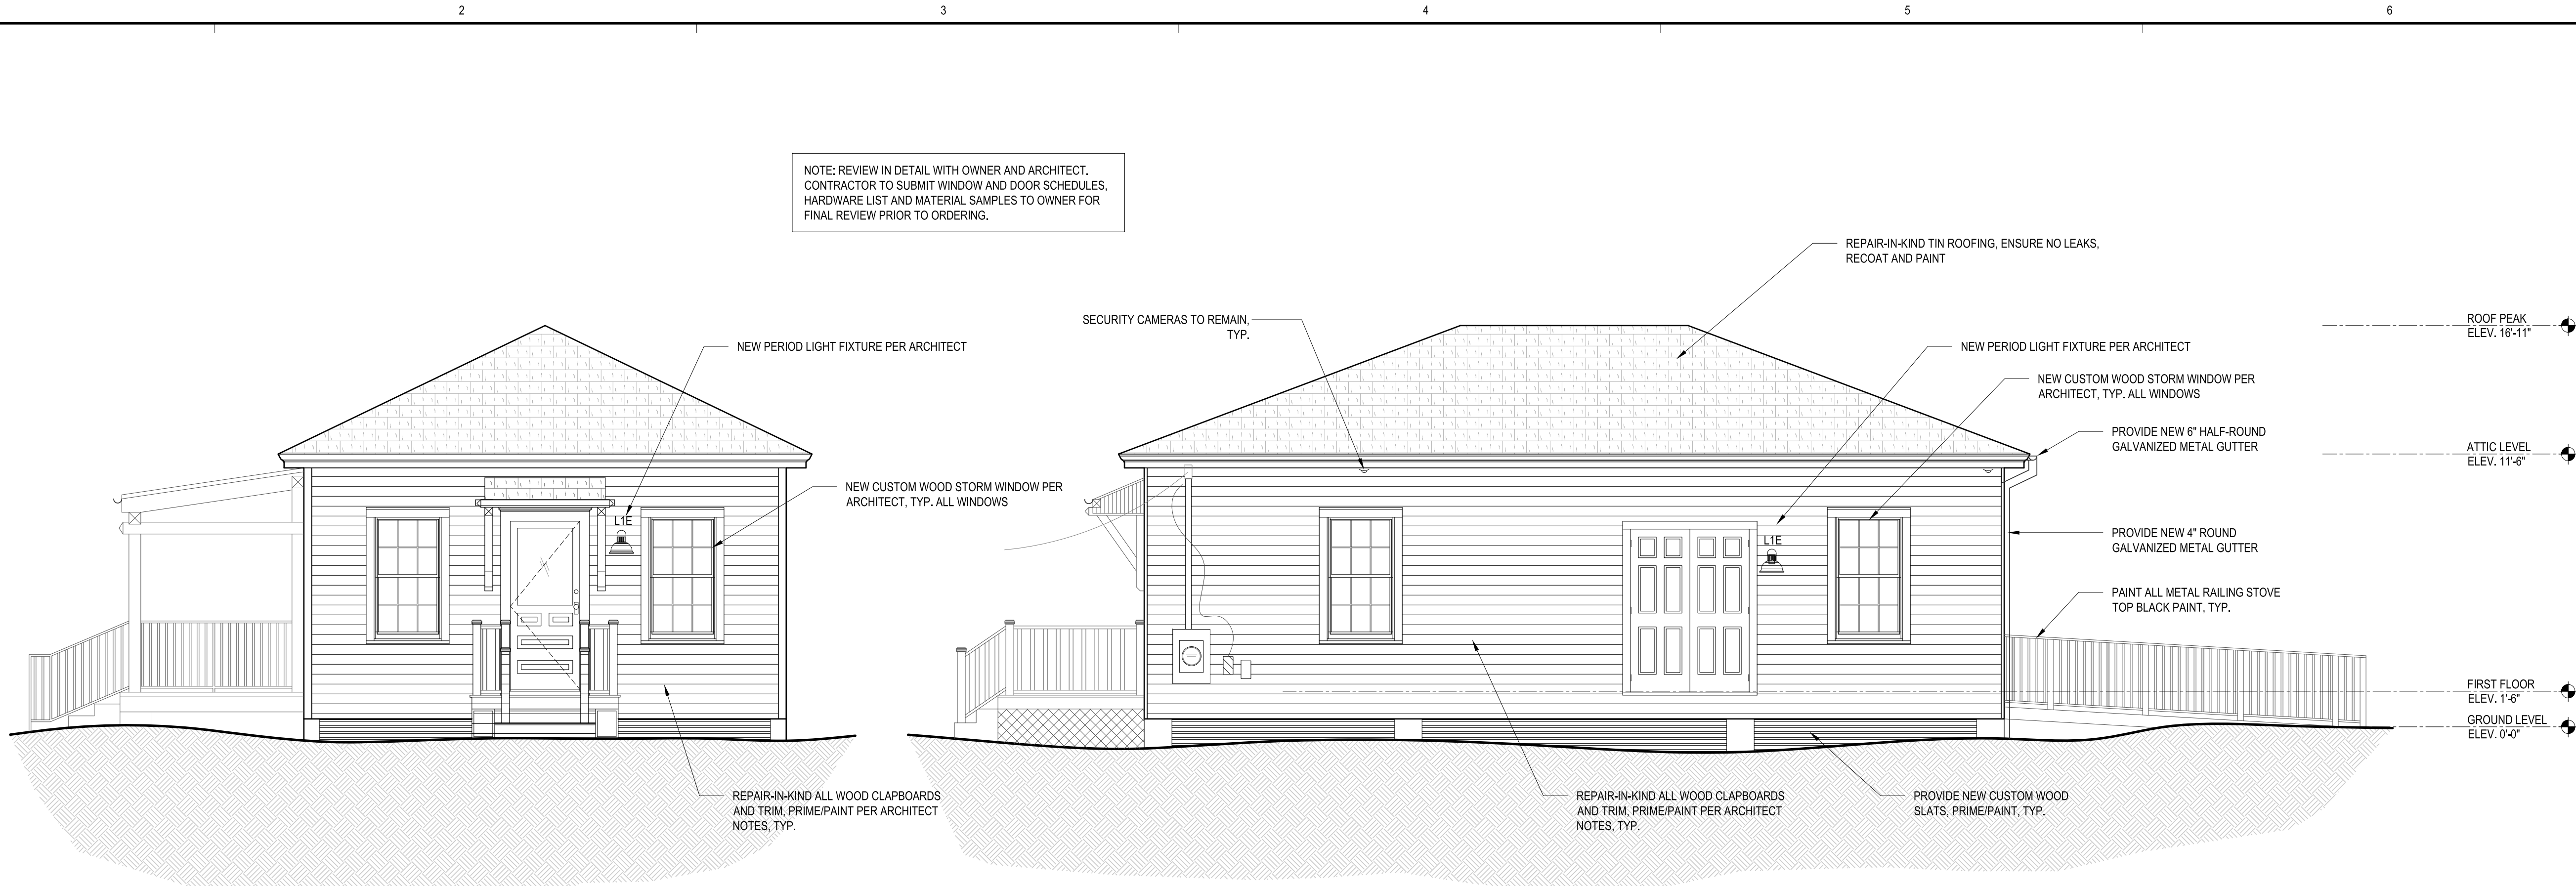 2
3
4
5
6
NOTE: REVIEW IN DETAIL WITH OWNER AND ARCHITECT.
CONTRACTOR TO SUBMIT WINDOW AND DOOR SCHEDULES,
HARDWARE LIST AND MATERIAL SAMPLES TO OWNER FOR
FINAL REVIEW PRIOR TO ORDERING.
NEW PERIOD LIGHT FIXTURE PER ARCHITECT
NEW CUSTOM WOOD STORM WINDOW PER
ARCHITECT, TYP. ALL WINDOWS
L1E
REPAIR-IN-KIND ALL WOOD CLAPBOARDS
AND TRIM, PRIME/PAINT PER ARCHITECT
NOTES, TYP.
SECURITY CAMERAS TO REMAIN,
TYP.
REPAIR-IN-KIND TIN ROOFING, ENSURE NO LEAKS,
RECOAT AND PAINT
NEW PERIOD LIGHT FIXTURE PER ARCHITECT
NEW CUSTOM WOOD STORM WINDOW PER
ARCHITECT, TYP. ALL WINDOWS
PROVIDE NEW 6" HALF-ROUND
GALVANIZED METAL GUTTER
L1E
PROVIDE NEW 4" ROUND
GALVANIZED METAL GUTTER
PAINT ALL METAL RAILING STOVE
TOP BLACK PAINT, TYP.
REPAIR-IN-KIND ALL WOOD CLAPBOARDS
AND TRIM, PRIME/PAINT PER ARCHITECT
NOTES, TYP.
PROVIDE NEW CUSTOM WOOD
SLATS, PRIME/PAINT, TYP.
ROOF PEAK
ELEV. 16'-11"
ATTIC LEVEL
ELEV. 11'-6"
FIRST FLOOR
ELEV. 1'-6"
GROUND LEVEL
ELEV. 0'-0"